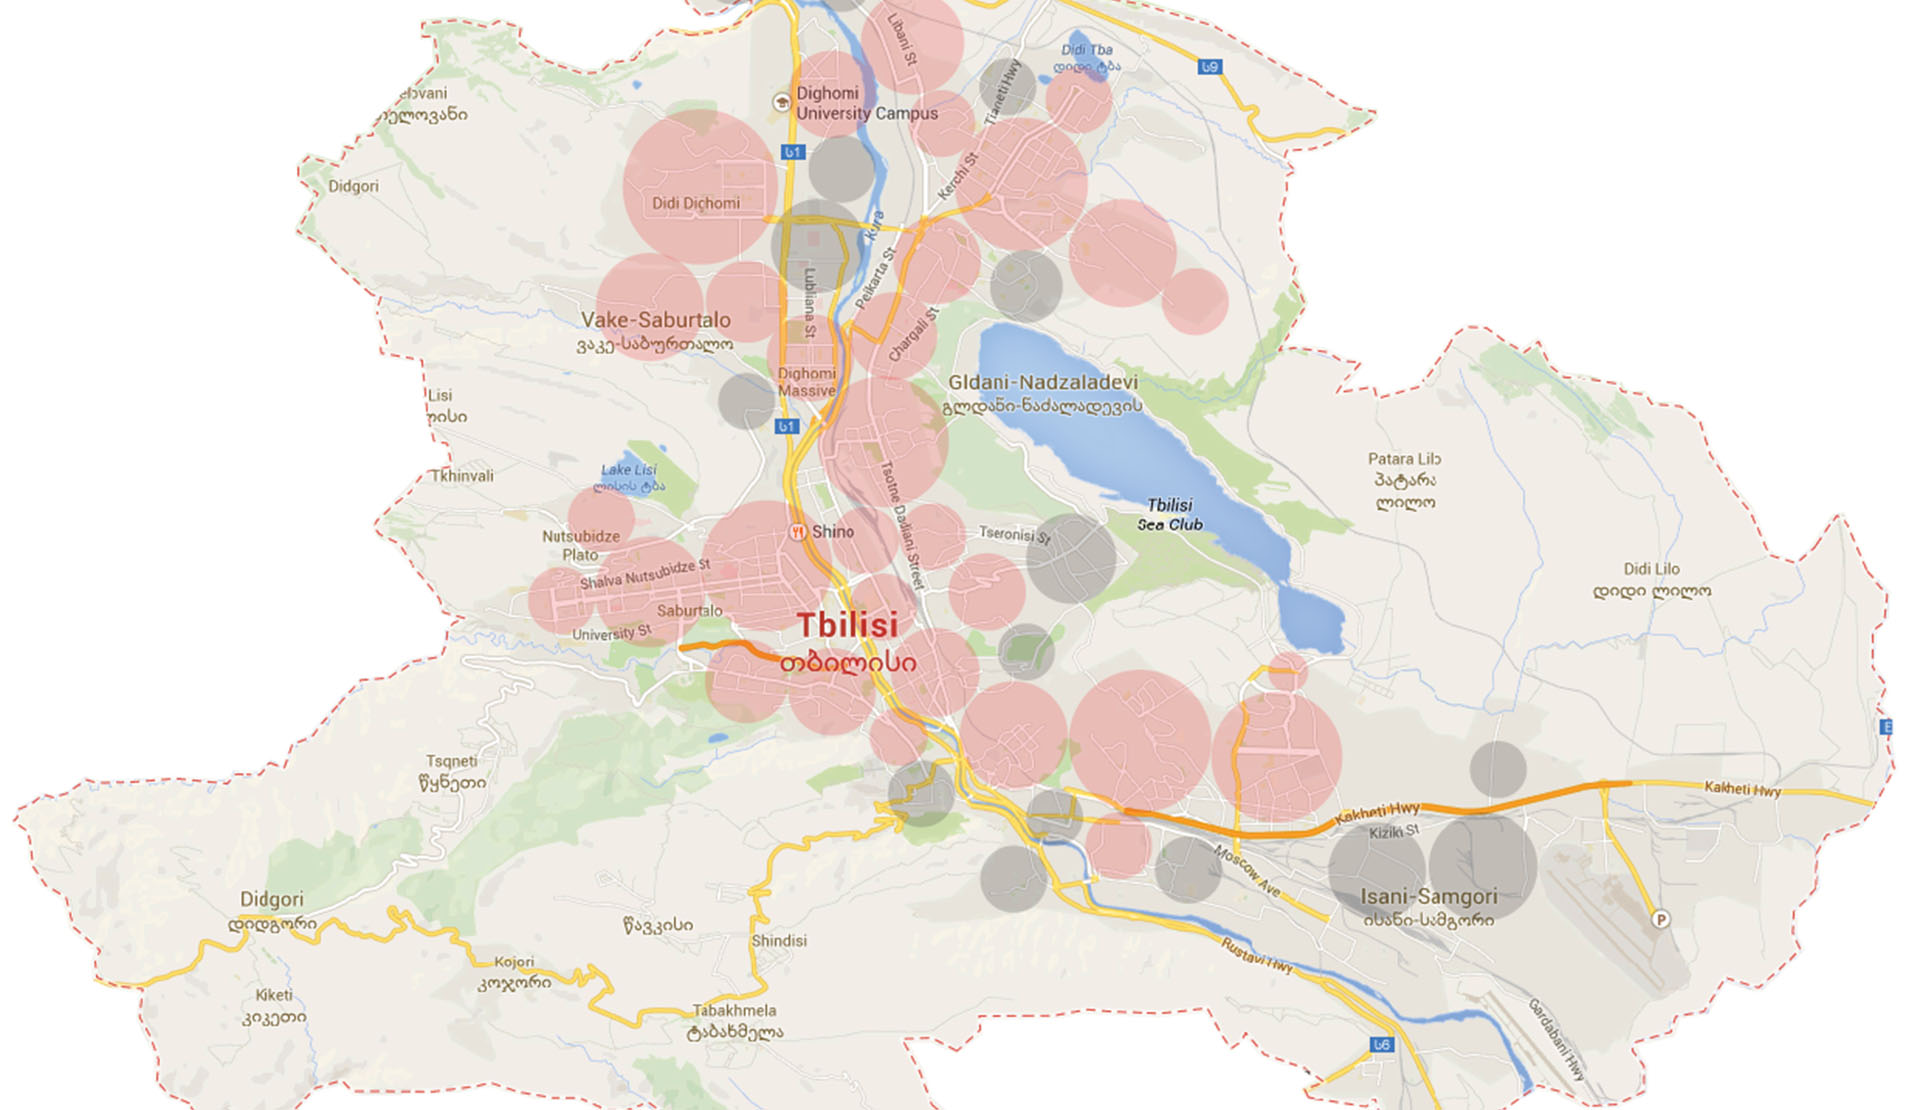 Libani St
Didi Tba
დიდი ტბა
ს9
Tianeti Hwy
Dighomi
University Campus
ელოვანი
ს1
Kerchi St
Didgori
Didi Dighomi
Kura
Peikarta St
Lubliana St
Vake-Saburtalo
ვაკე-საბურთალო
Chargali St
Dighomi
Massive
Gldani-Nadzaladevi
გლდანი-ნაძალადევის
Lisi
ლისი
ს1
Lake Lisi
ლისის ტბა
Tkhinvali
Patara Lilo
პატარა
ლილო
Tsotne Dadiani Street
Tbilisi
Sea Club
Shino
Nutsubidze
Plato
Tseronisi St
Shalva Nutsubidze St
Didi Lilo
დიდი ლილო
Saburtalo
University St
Tbilisi
თბილისი
E
Tsqneti
წყნეთი
Kakheti Hwy
Kakheti Hwy
Kiziki St
Moscow Ave
Isani-Samgori
ისანი-სამგორი
P
Didgori
დიდგორი
წავკისი
Shindisi
Rustavi Hwy
Kojori
კოჯორი
Kiketi
კიკეთი
Tabakhmela
ტაბახმელა
Gardabani Hwy
ს6